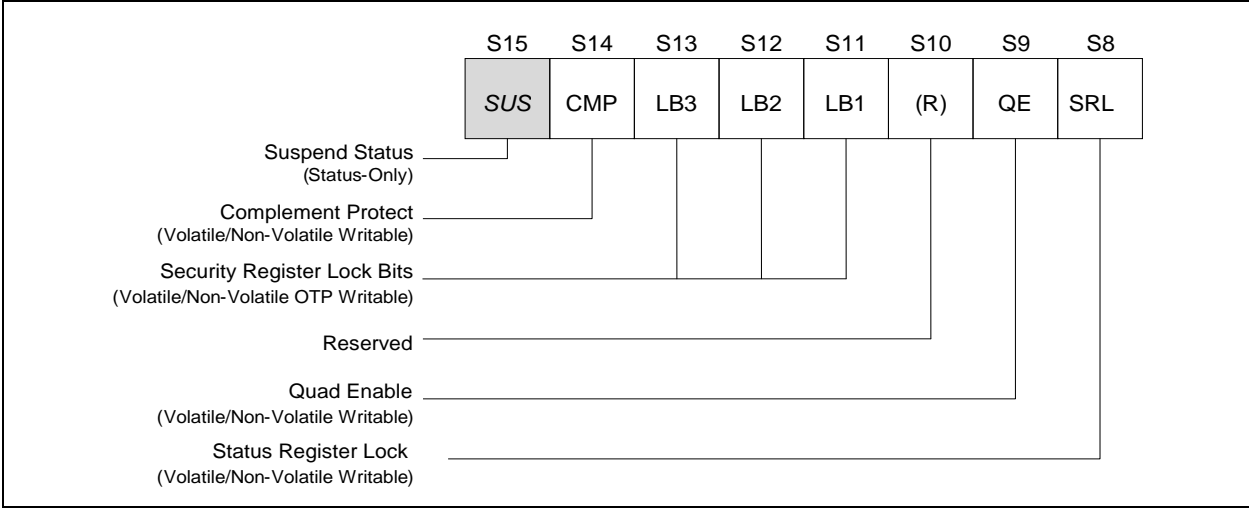 S15 S14 S13 S12 S11 S10 S9 S8
SUS CMP LB3 LB2 LB1 (R) QE SRL
Suspend Status
(Status-Only)
Complement Protect
(Volatile/Non-Volatile Writable)
Security Register Lock Bits
(Volatile/Non-Volatile OTP Writable)
Reserved
Quad Enable
(Volatile/Non-Volatile Writable)
Status Register Lock
(Volatile/Non-Volatile Writable)